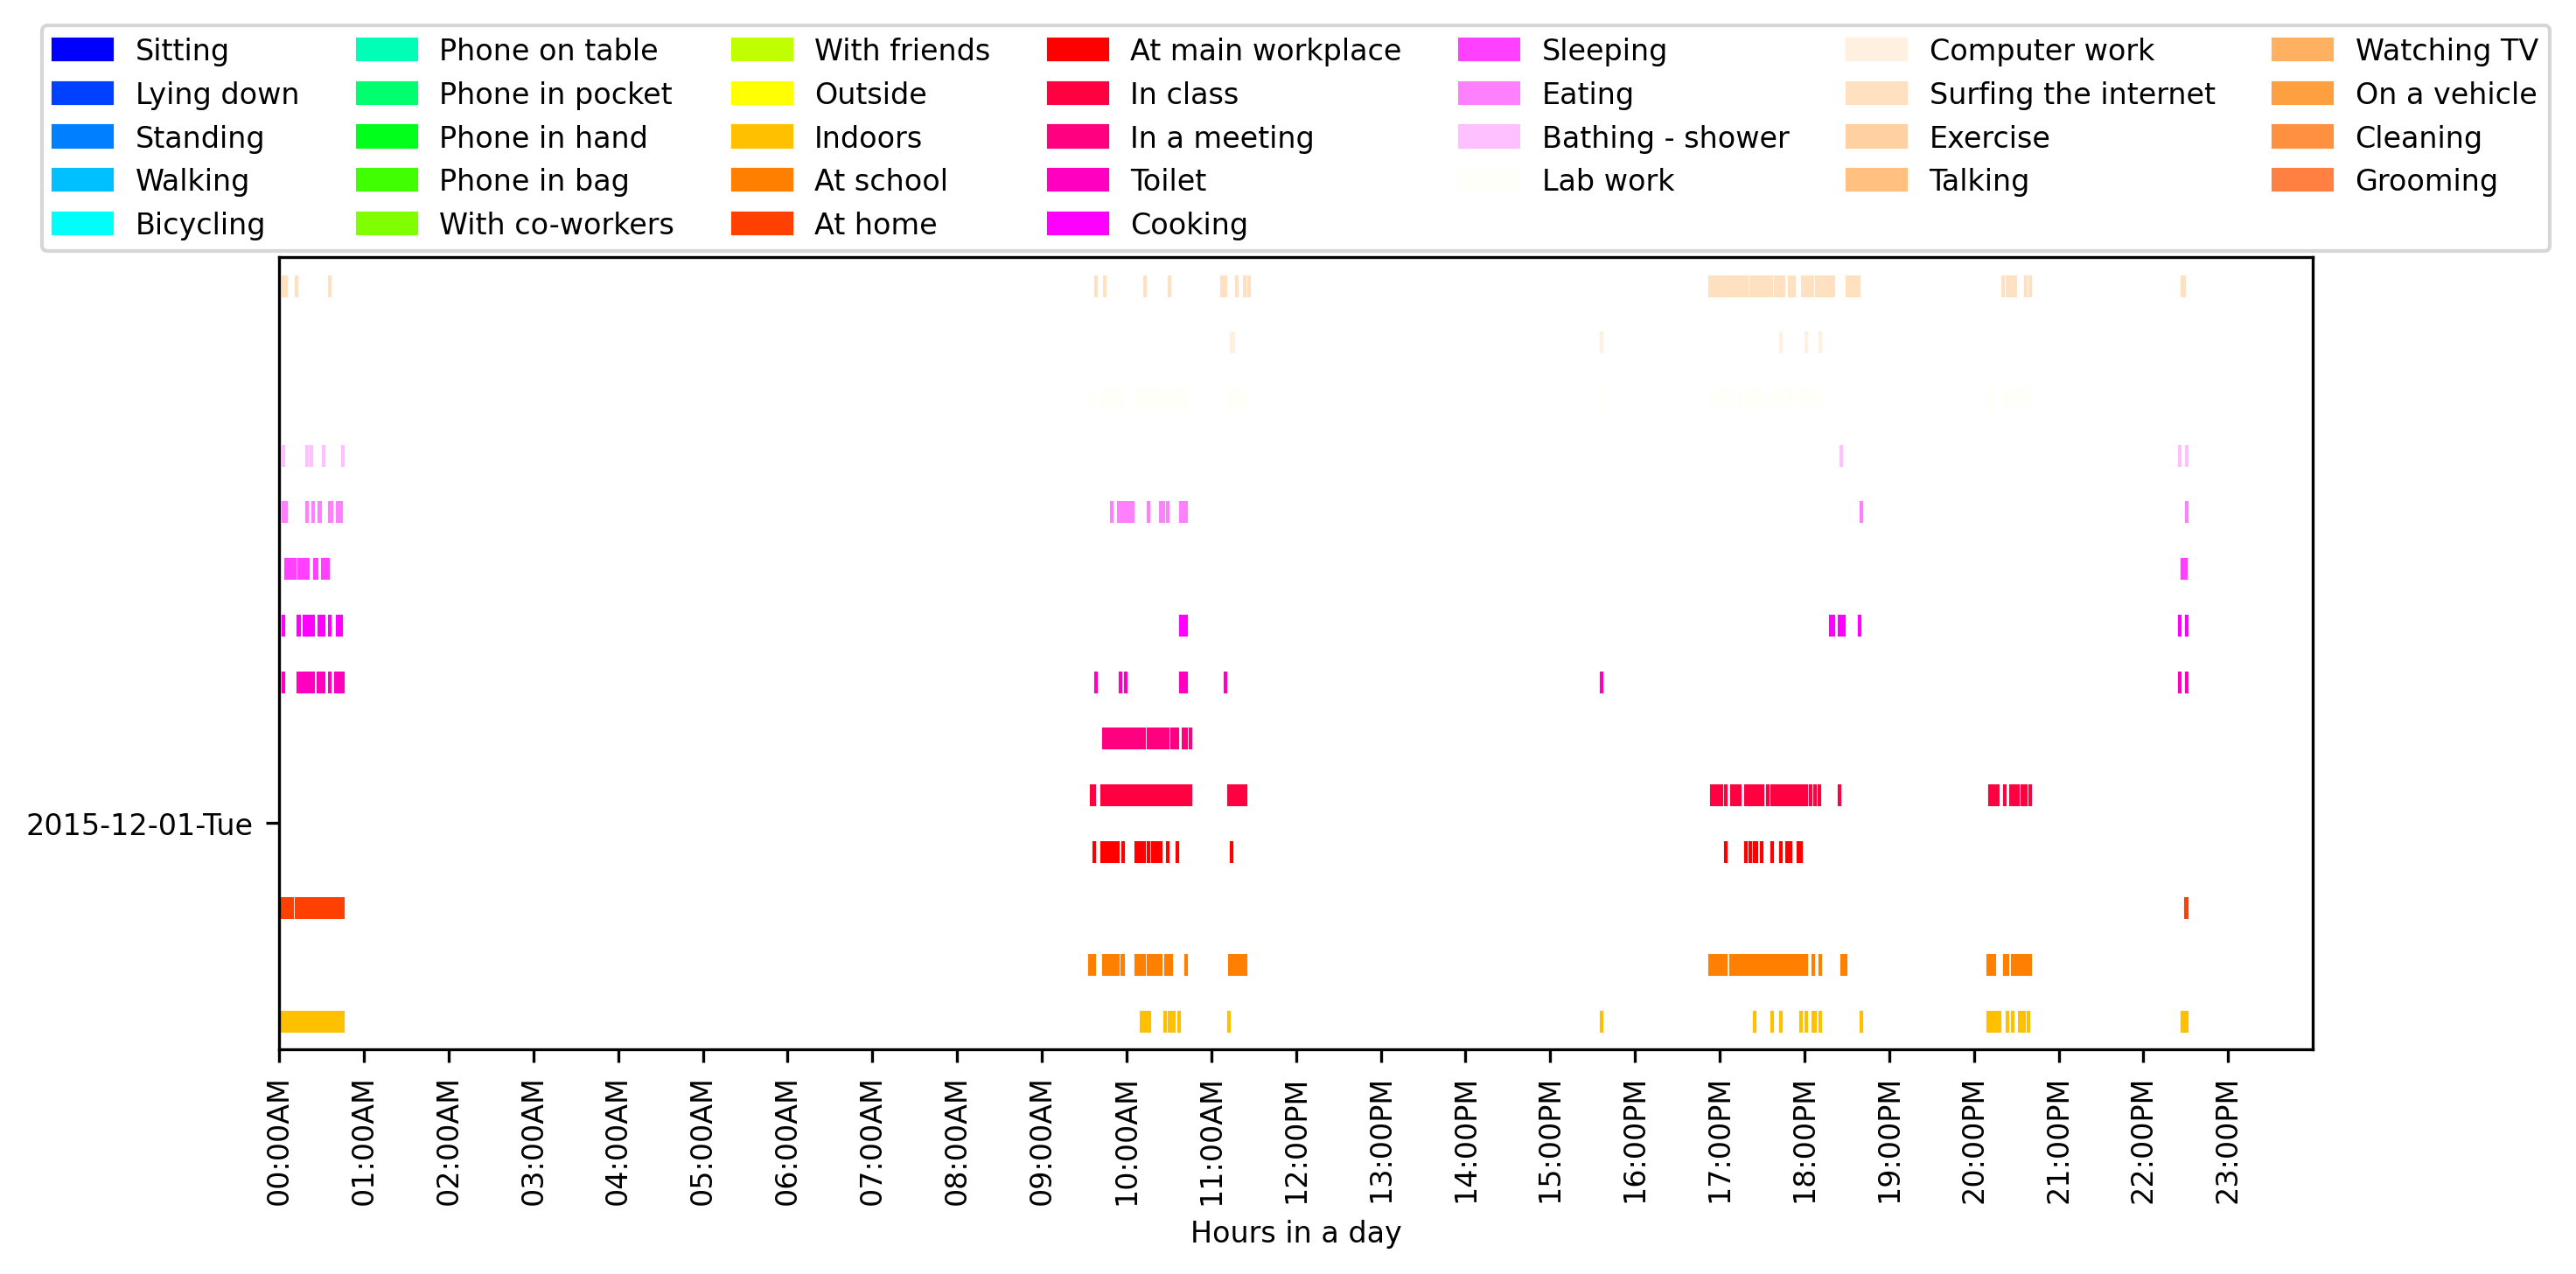 Sitting Phone on table With friends At main workplace Sleeping Computer work Watching TV
Lying down Phone in pocket Outside In class Eating Surfing the internet On a vehicle
Standing Phone in hand Indoors In a meeting Bathing - shower Exercise Cleaning
Walking Phone in bag At school Toilet Lab work Talking Grooming
Bicycling With co-workers At home Cooking
2015-12-01-Tue
00:00AM 01:00AM 02:00AM 03:00AM 04:00AM 05:00AM 06:00AM 07:00AM 08:00AM 09:00AM 10:00AM 11:00AM 12:00PM 13:00PM 14:00PM 15:00PM 16:00PM 17:00PM 18:00PM 19:00PM 20:00PM 21:00PM 22:00PM 23:00PM
Hours in a day